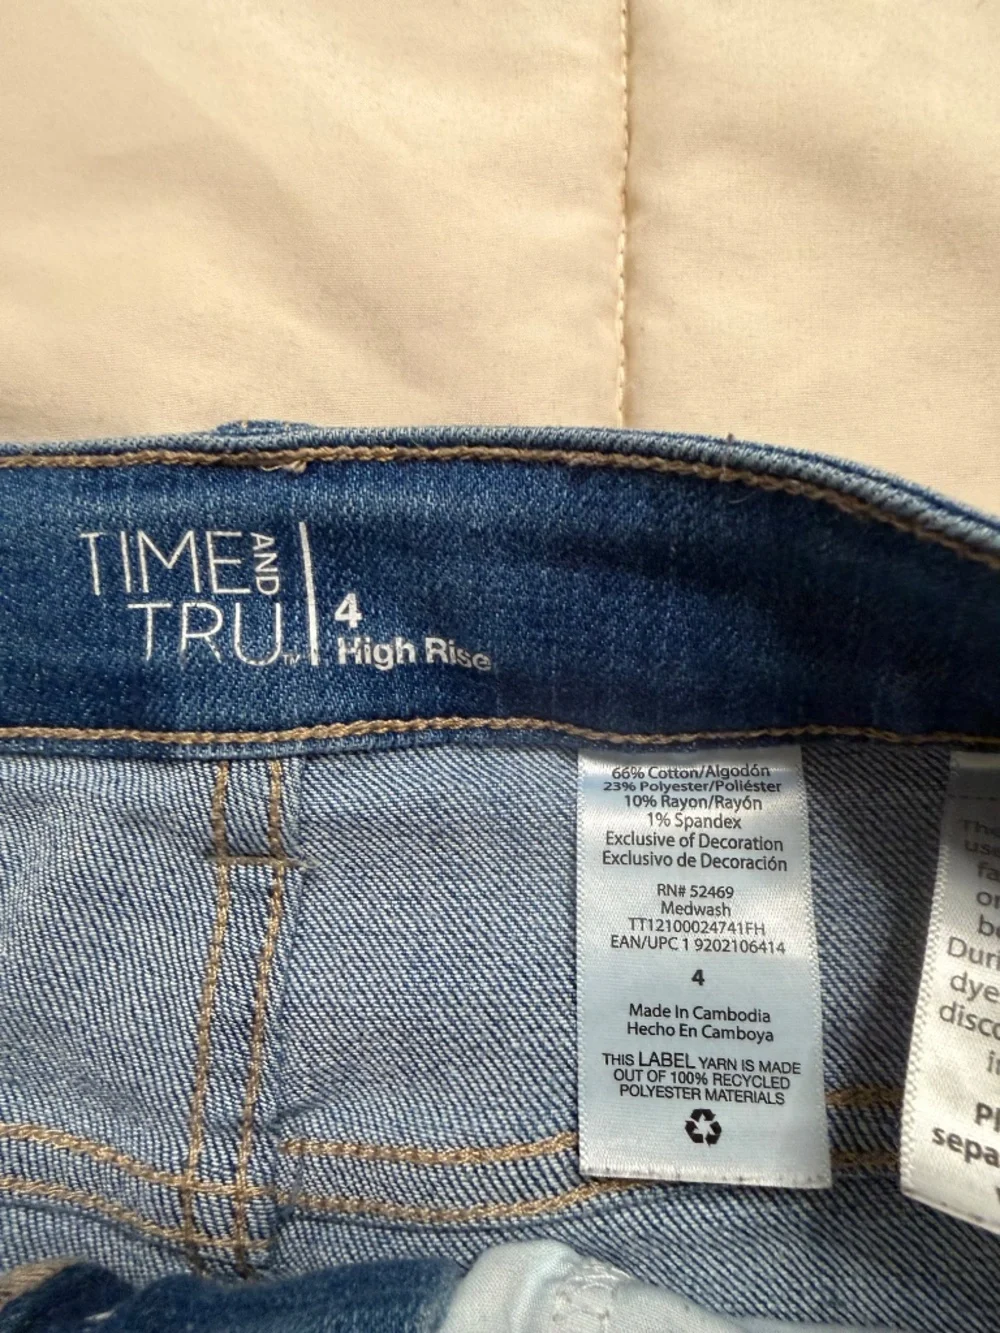 TIME AND
TRU™
4
High Rise
66% Cotton/Algodón
23% Polyester/Poliéster
10% Rayon/Rayón
1% Spandex
Exclusive of Decoration
Exclusivo de Decoración
RN# 52469
Medwash
TT12100024741FH
EAN/UPC 1 9202106414
4
Made In Cambodia
Hecho En Camboya
THIS LABEL YARN IS MADE
OUT OF 100% RECYCLED
POLYESTER MATERIALS
dye